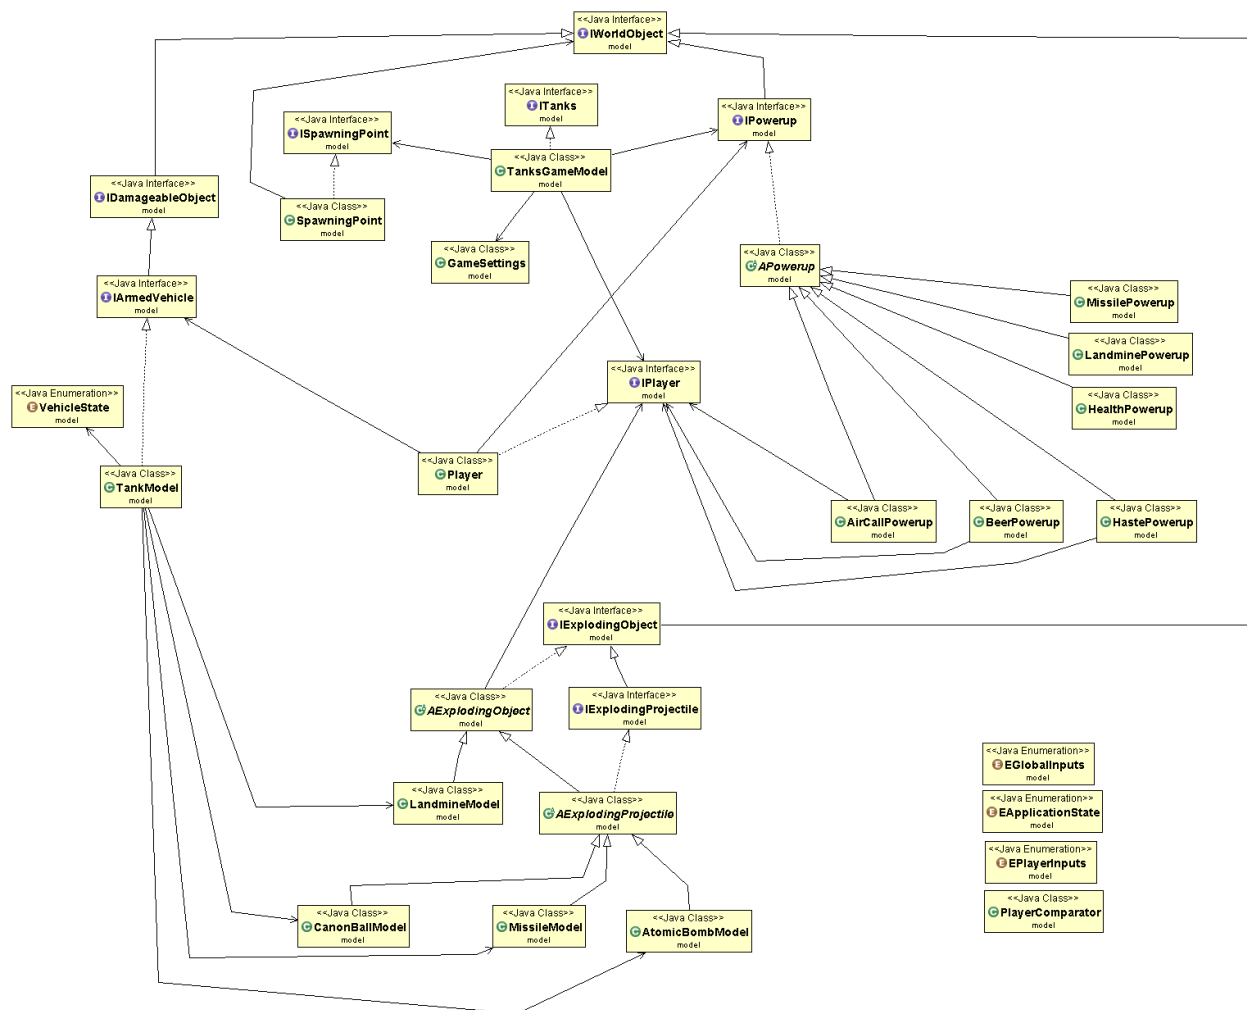 <<Java Interface>>
IWorldObject
model
<<Java Interface>>
ITanks
model
<<Java Interface>>
IPowerup
model
<<Java Interface>>
ISpawningPoint
model
<<Java Class>>
TanksGameModel
model
<<Java Interface>>
IDamageableObject
model
<<Java Class>>
SpawningPoint
model
<<Java Class>>
GameSettings
model
<<Java Class>>
APowerup
model
<<Java Interface>>
IArmedVehicle
model
<<Java Class>>
MissilePowerup
model
<<Java Class>>
LandminePowerup
model
<<Java Interface>>
IPlayer
model
<<Java Enumeration>>
VehicleState
model
<<Java Class>>
HealthPowerup
model
<<Java Class>>
Player
model
<<Java Class>>
TankModel
model
<<Java Class>>
AirCallPowerup
model
<<Java Class>>
BeerPowerup
model
<<Java Class>>
HastePowerup
model
<<Java Interface>>
IExplodingObject
model
<<Java Class>>
AExplodingObject
model
<<Java Interface>>
IExplodingProjectile
model
<<Java Enumeration>>
EGlobalInputs
model
<<Java Class>>
LandmineModel
model
<<Java Class>>
AExplodingProjectile
model
<<Java Enumeration>>
EApplicationState
model
<<Java Enumeration>>
EPlayerInputs
model
<<Java Class>>
PlayerComparator
model
<<Java Class>>
CanonBallModel
model
<<Java Class>>
MissileModel
model
<<Java Class>>
AtomicBombModel
model